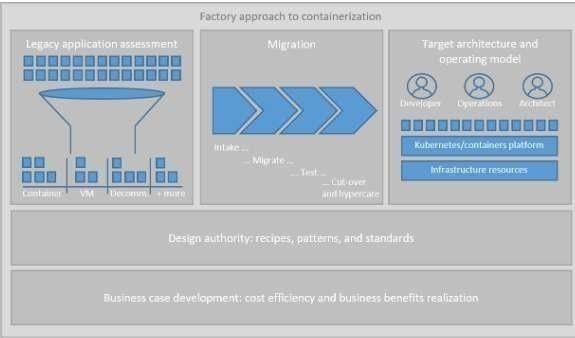 Factory approach to containerization
Legacy application assessment
Container
VM
Decomm.
+ more
Migration
Intake ...
... Migrate ...
... Test ...
... Cut-over
and hypercare
Target architecture and
operating model
Developer
Operations
Architect
Kubernetes/containers platform
Infrastructure resources
Design authority: recipes, patterns, and standards
Business case development: cost efficiency and business benefits realization